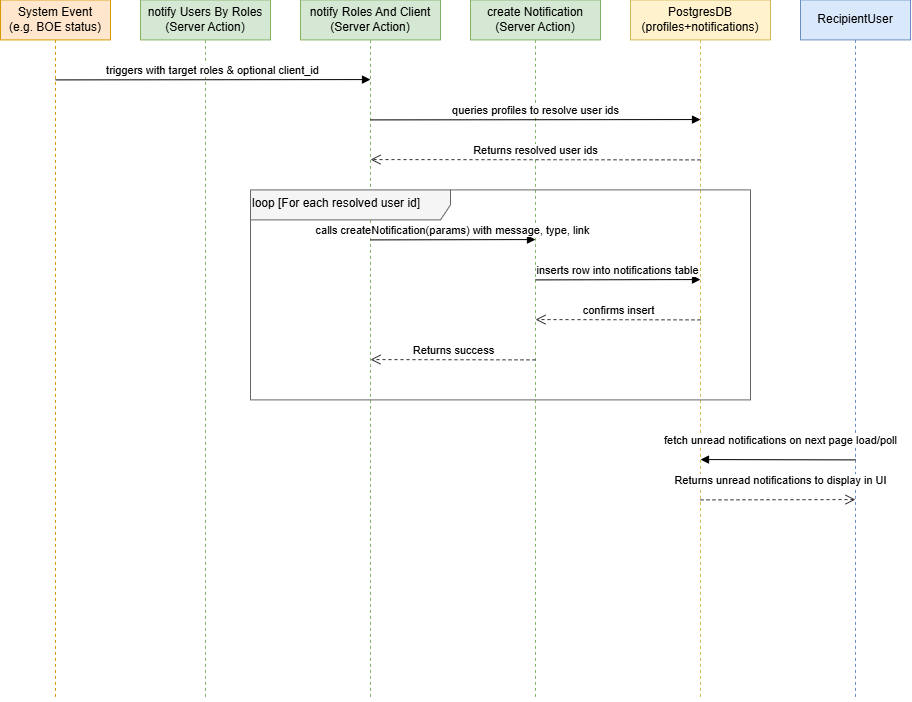 System Event
(e.g. BOE status)
notify Users By Roles
(Server Action)
notify Roles And Client
(Server Action)
create Notification
(Server Action)
PostgresDB
(profiles+notifications)
RecipientUser
triggers with target roles & optional client_id
queries profiles to resolve user ids
Returns resolved user ids
loop [For each resolved user id]
calls createNotification(params) with message, type, link
inserts row into notifications table
confirms insert
Returns success
fetch unread notifications on next page load/poll
Returns unread notifications to display in UI